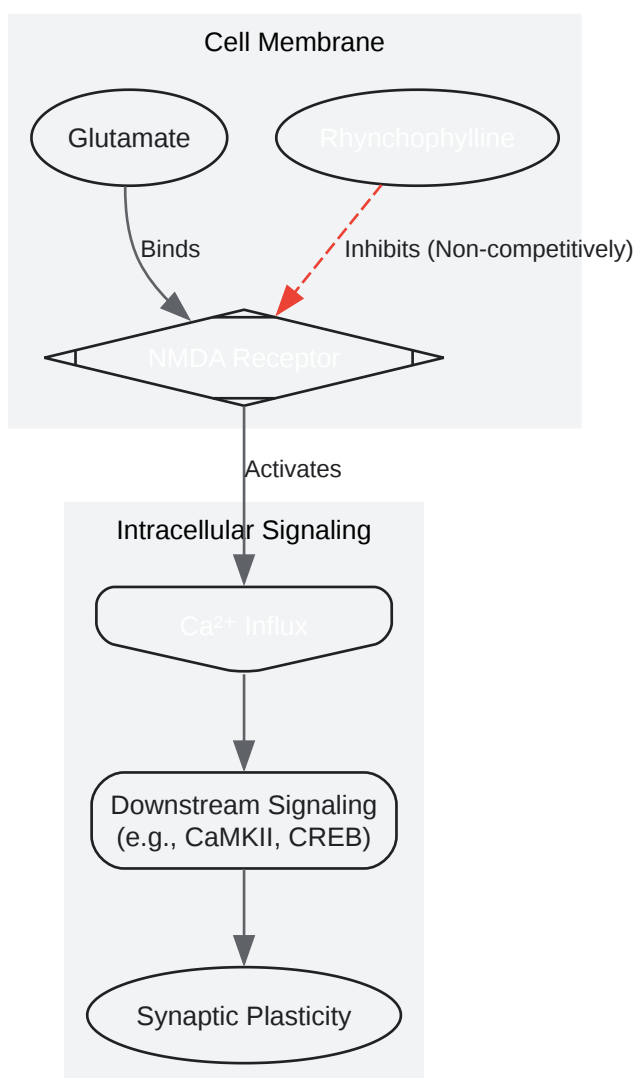 Cell Membrane
Glutamate
Rhynchophylline
Binds
Inhibits (Non-competitively)
NMDA Receptor
Activates
Intracellular Signaling
Ca²⁺ Influx
Downstream Signaling
(e.g., CaMKII, CREB)
Synaptic Plasticity